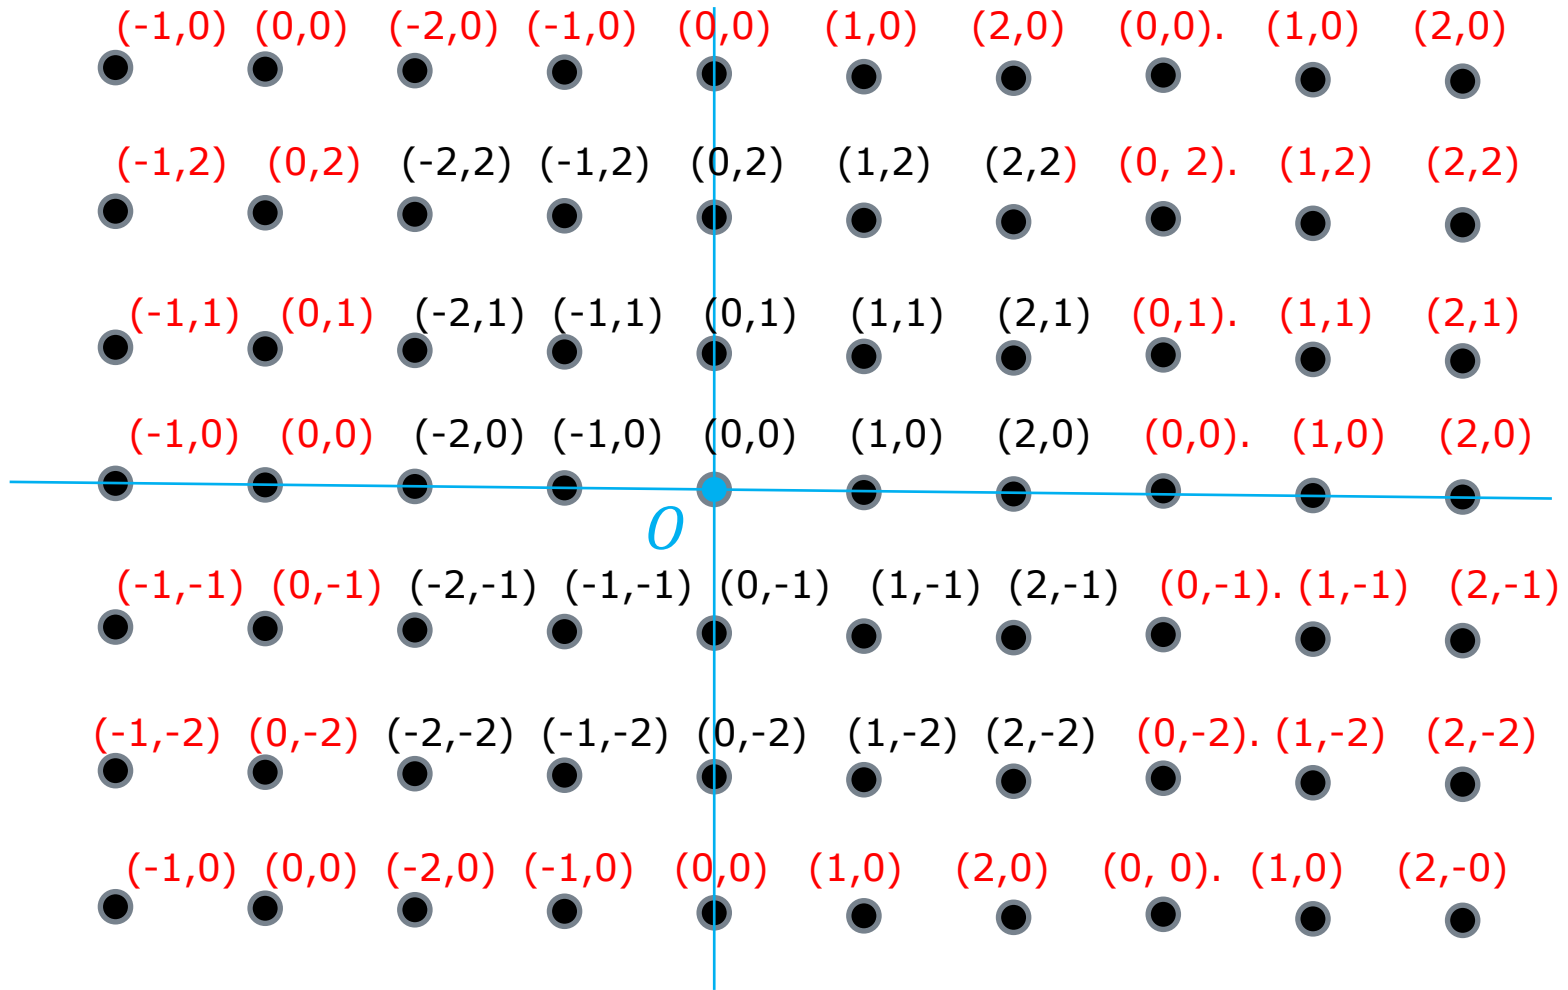 (-1,0) (0,0) (-2,0) (-1,0) (0,0) (1,0) (2,0) (0,0). (1,0) (2,0)
(-1,2) (0,2) (-2,2) (-1,2) (0,2) (1,2) (2,2) (0, 2). (1,2) (2,2)
(-1,1) (0,1) (-2,1) (-1,1) (0,1) (1,1) (2,1) (0,1). (1,1) (2,1)
(-1,0) (0,0) (-2,0) (-1,0) (0,0) (1,0) (2,0) (0,0). (1,0) (2,0)
O
(-1,-1) (0,-1) (-2,-1) (-1,-1) (0,-1) (1,-1) (2,-1) (0,-1). (1,-1) (2,-1)
(-1,-2) (0,-2) (-2,-2) (-1,-2) (0,-2) (1,-2) (2,-2) (0,-2). (1,-2) (2,-2)
(-1,0) (0,0) (-2,0) (-1,0) (0,0) (1,0) (2,0) (0, 0). (1,0) (2,-0)